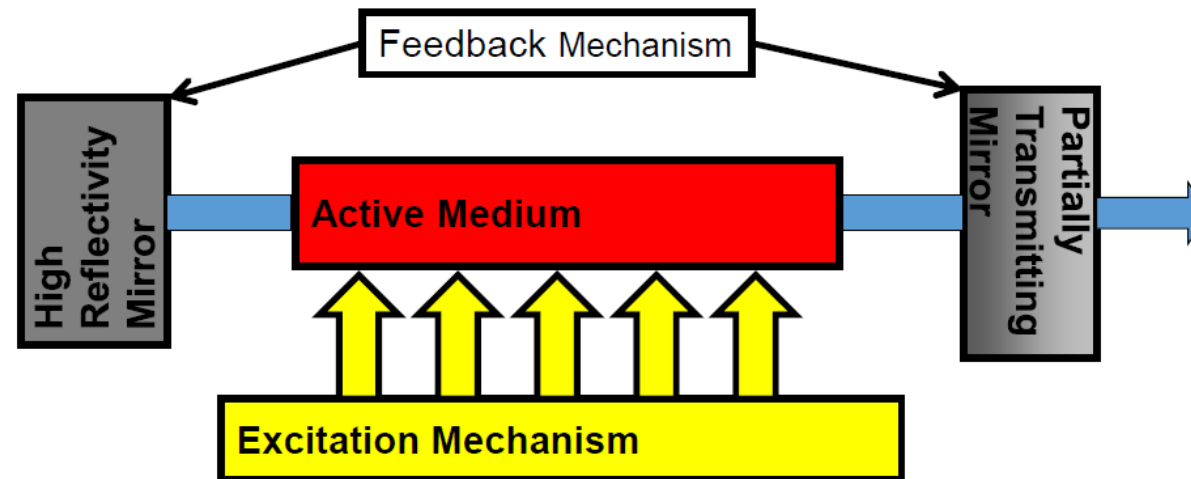 Feedback Mechanism
High
Reflectivity
Mirror
Active Medium
Partially
Transmitting
Mirror
Excitation Mechanism